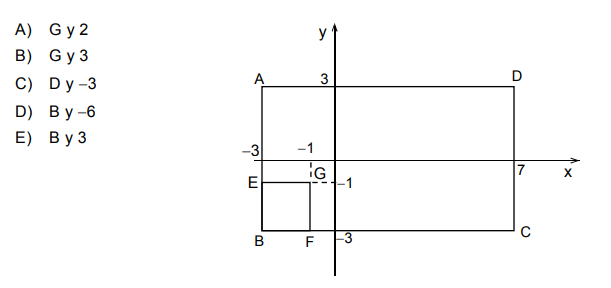 A) G y 2
B) G y 3
C) D y –3
D) B y –6
E) B y 3
y
A 3 D
–3 –1
7 x
G
E –1
B F –3 C